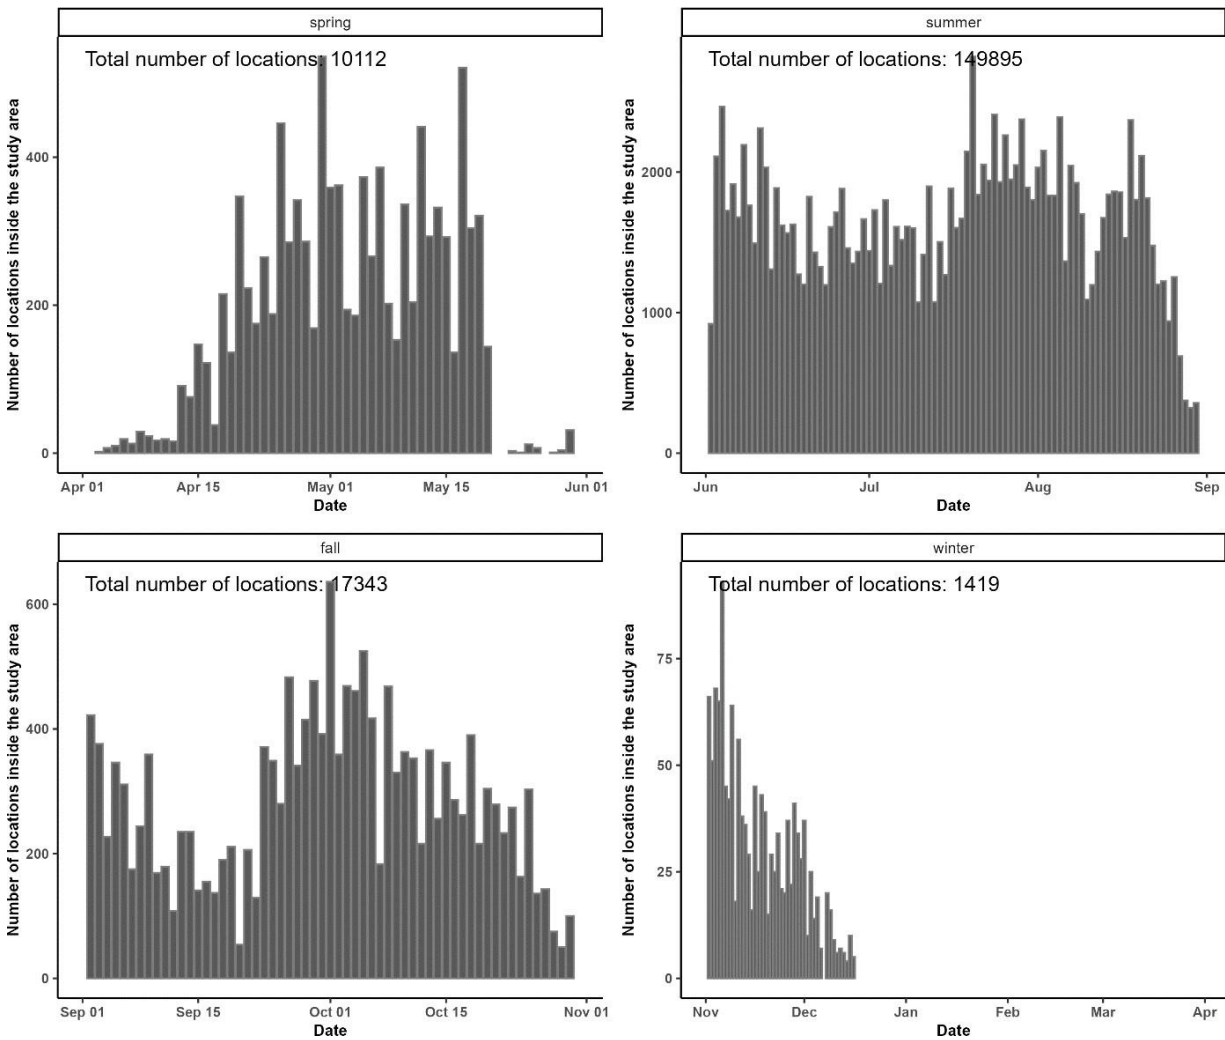 spring
Total number of locations: 10112
Number of locations inside the study area
400
200
0
Apr 01
Apr 15
May 01
May 15
Jun 01
Date
summer
Total number of locations: 149895
Number of locations inside the study area
2000
1000
0
Jun
Jul
Aug
Sep
Date
fall
Total number of locations: 17343
Number of locations inside the study area
600
400
200
0
Sep 01
Sep 15
Oct 01
Oct 15
Nov 01
Date
winter
Total number of locations: 1419
Number of locations inside the study area
75
50
25
0
Nov
Dec
Jan
Feb
Mar
Apr
Date